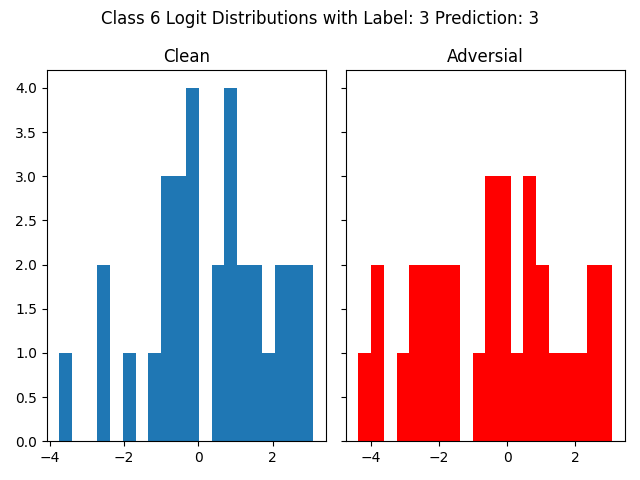 Class 6 Logit Distributions with Label: 3 Prediction: 3
Clean
Adversial
4.0
3.5
3.0
2.5
2.0
1.5
1.0
0.5
0.0
−4 −2 0 2
−4 −2 0 2